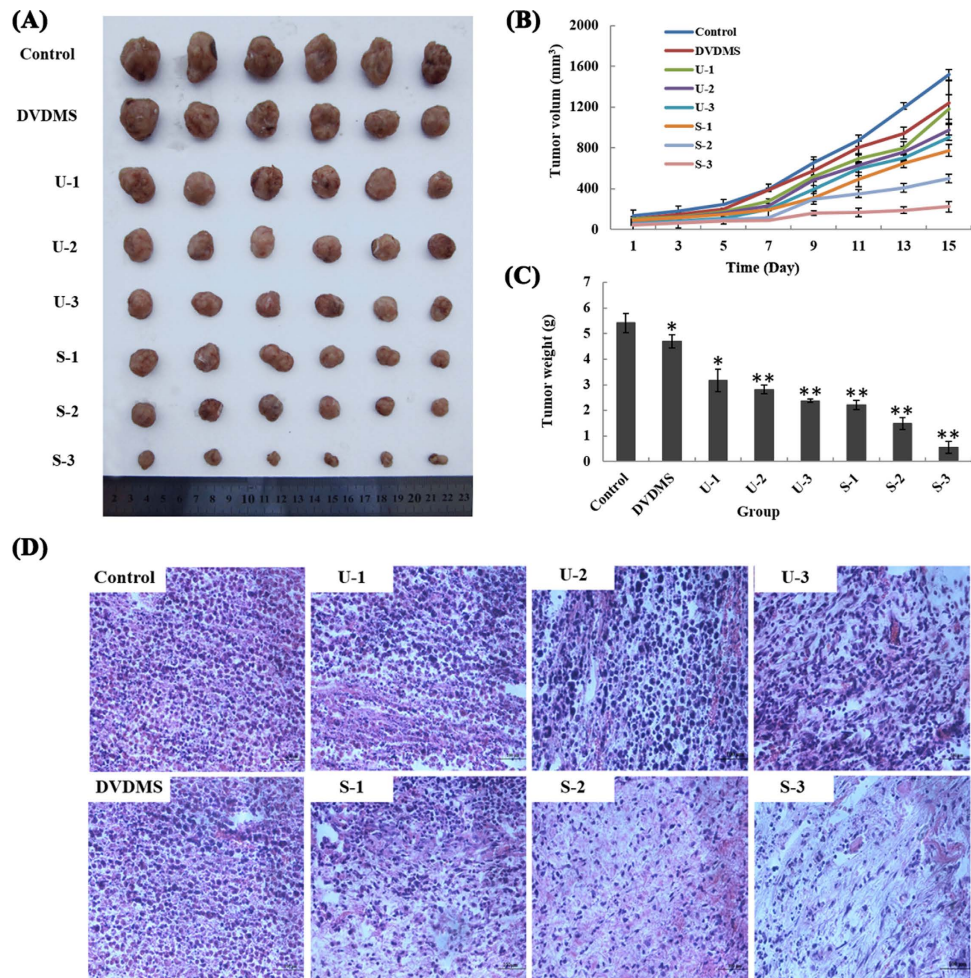 (A)
Control
DVDMS
U-1
U-2
U-3
S-1
S-2
S-3
2 3 4 5 6 7 8 9 10 11 12 13 14 15 16 17 18 19 20 21 22 23
(B)
Tumor volum (mm³)
2000
1600
1200
800
400
0
Control
DVDMS
U-1
U-2
U-3
S-1
S-2
S-3
1 3 5 7 9 11 13 15
Time (Day)
(C)
Tumor weight (g)
7
6
5
4
3
2
1
0
* * ** ** ** ** **
Control DVDMS U-1 U-2 U-3 S-1 S-2 S-3
Group
(D)
Control U-1 U-2 U-3
DVDMS S-1 S-2 S-3